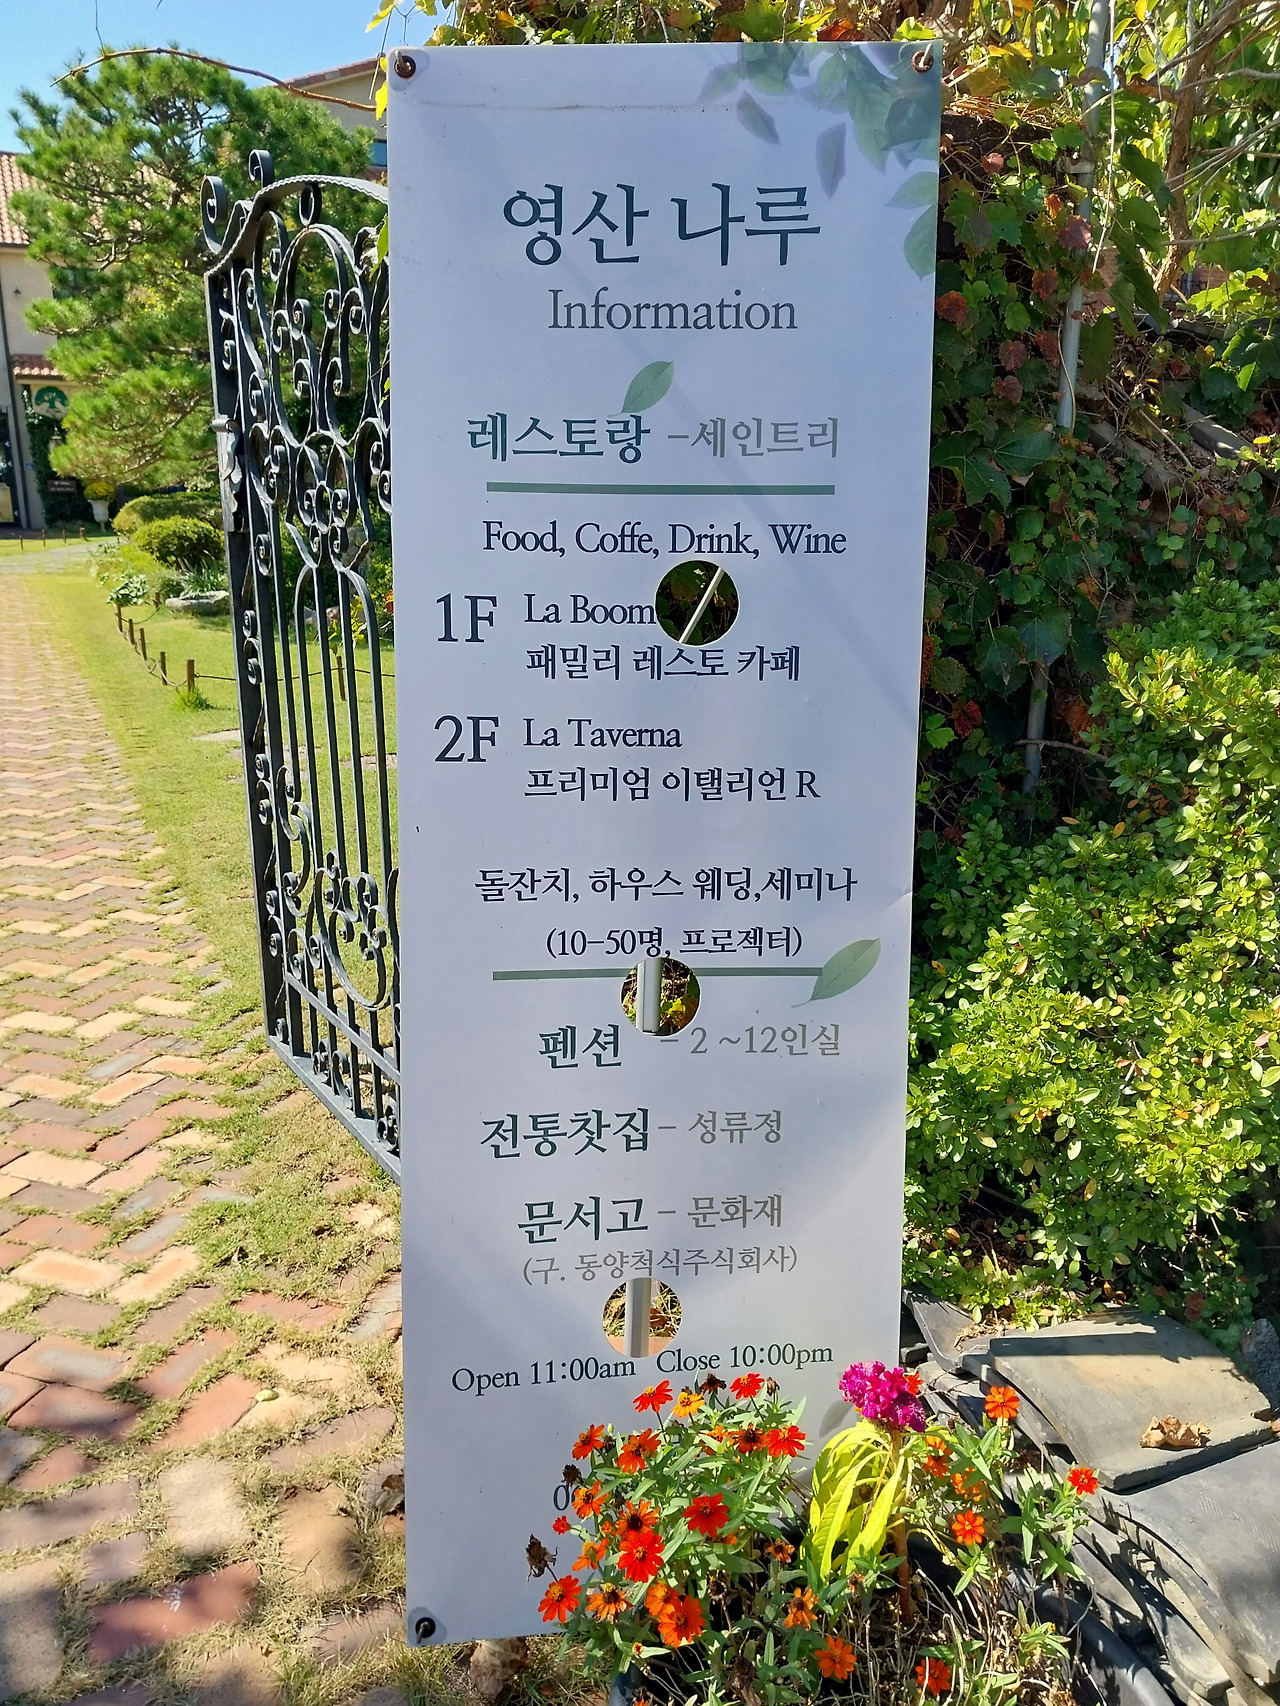 영산 나루
Information
레스토랑 -세인트리
Food, Coffe, Drink, Wine
1F La Boom
패밀리 레스토 카페
2F La Taverna
프리미엄 이탤리언 R
돌잔치, 하우스 웨딩,세미나
(10-50명, 프로젝터)
펜션 - 2 ~12인실
전통찻집 - 성류정
문서고 - 문화재
(구. 동양척식주식회사)
Open 11:00am Close 10:00pm